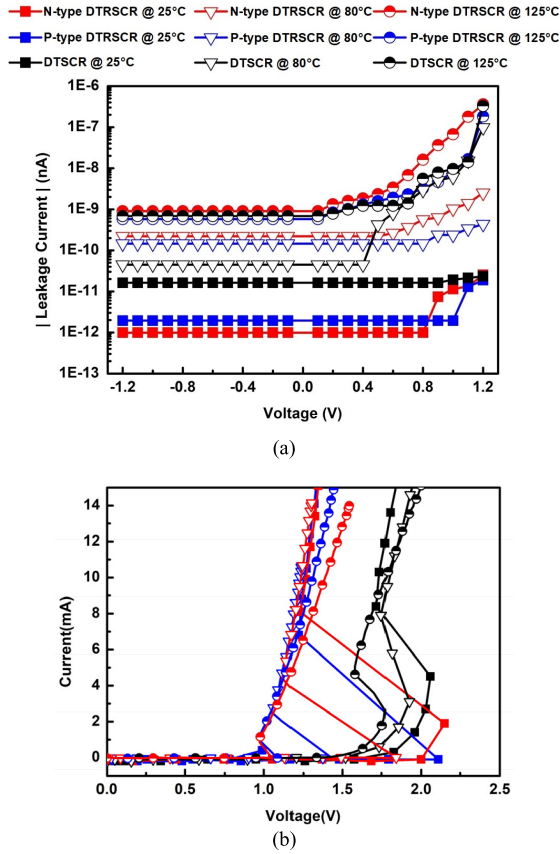 N-type DTRSCR @ 25°C N-type DTRSCR @ 80°C N-type DTRSCR @ 125°C
P-type DTRSCR @ 25°C P-type DTRSCR @ 80°C P-type DTRSCR @ 125°C
DTSCR @ 25°C DTSCR @ 80°C DTSCR @ 125°C
1E-6
1E-7
1E-8
1E-9
1E-10
1E-11
1E-12
1E-13
| Leakage Current | (nA)
-1.2 -0.8 -0.4 0.0 0.4 0.8 1.2
Voltage (V)
(a)
14
12
10
8
6
4
2
0
Current(mA)
0.0 0.5 1.0 1.5 2.0 2.5
Voltage(V)
(b)